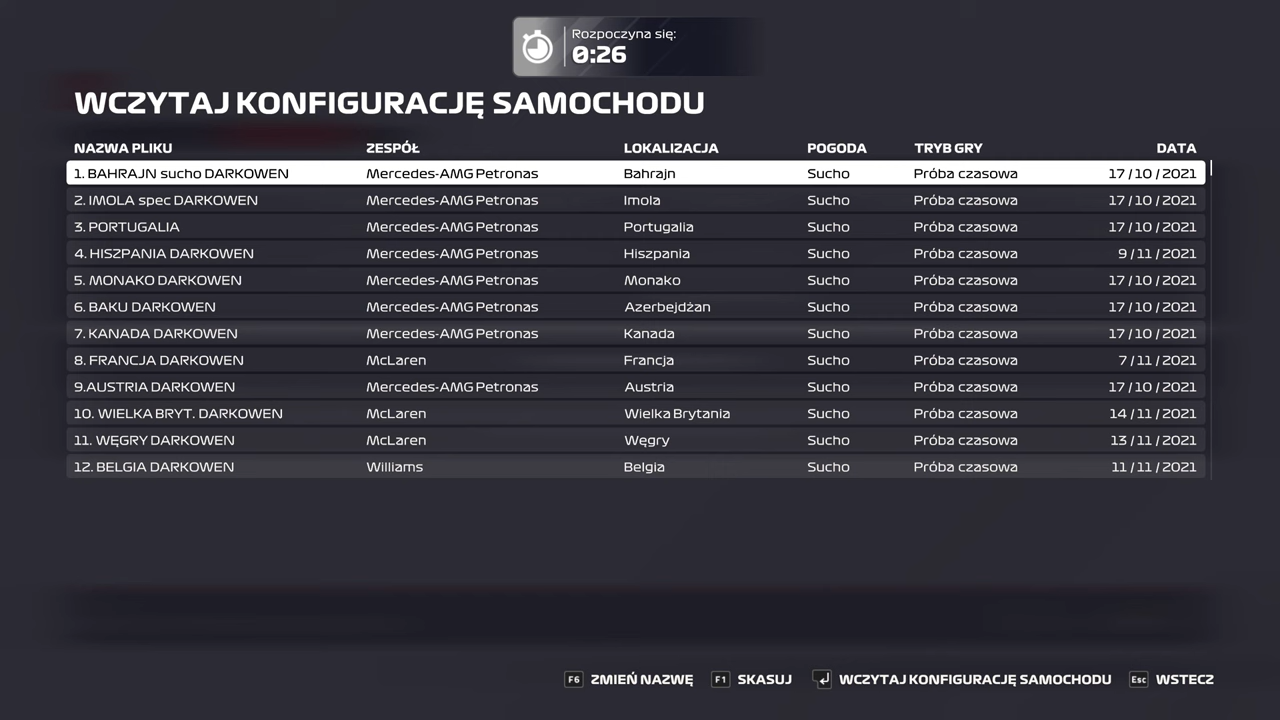 Rozpoczyna się:
0:26
WCZYTAJ KONFIGURACJĘ SAMOCHODU
NAZWA PLIKU ZESPÓŁ LOKALIZACJA POGODA TRYB GRY DATA
1. BAHRAJN sucho DARKOWEN Mercedes-AMG Petronas Bahrajn Sucho Próba czasowa 17/10/2021
2. IMOLA spec DARKOWEN Mercedes-AMG Petronas Imola Sucho Próba czasowa 17/10/2021
3. PORTUGALIA Mercedes-AMG Petronas Portugalia Sucho Próba czasowa 17/10/2021
4. HISZPANIA DARKOWEN Mercedes-AMG Petronas Hiszpania Sucho Próba czasowa 9/11/2021
5. MONAKO DARKOWEN Mercedes-AMG Petronas Monako Sucho Próba czasowa 17/10/2021
6. BAKU DARKOWEN Mercedes-AMG Petronas Azerbejdżan Sucho Próba czasowa 17/10/2021
7. KANADA DARKOWEN Mercedes-AMG Petronas Kanada Sucho Próba czasowa 17/10/2021
8. FRANCJA DARKOWEN McLaren Francja Sucho Próba czasowa 7/11/2021
9.AUSTRIA DARKOWEN Mercedes-AMG Petronas Austria Sucho Próba czasowa 17/10/2021
10. WIELKA BRYT. DARKOWEN McLaren Wielka Brytania Sucho Próba czasowa 14/11/2021
11. WĘGRY DARKOWEN McLaren Węgry Sucho Próba czasowa 13/11/2021
12. BELGIA DARKOWEN Williams Belgia Sucho Próba czasowa 11/11/2021
F6 ZMIEŃ NAZWĘ F1 SKASUJ WCZYTAJ KONFIGURACJĘ SAMOCHODU Esc WSTECZ